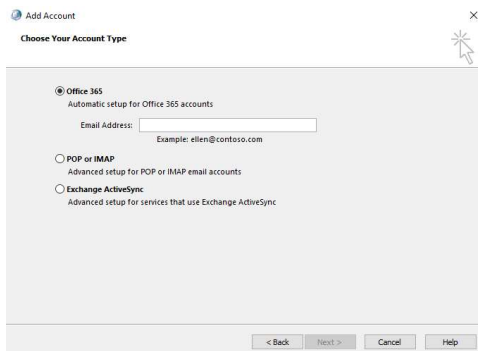 Add Account
Choose Your Account Type
Office 365
Automatic setup for Office 365 accounts
Email Address:
Example: ellen@contoso.com
POP or IMAP
Advanced setup for POP or IMAP email accounts
Exchange ActiveSync
Advanced setup for services that use Exchange ActiveSync
< Back Next > Cancel Help